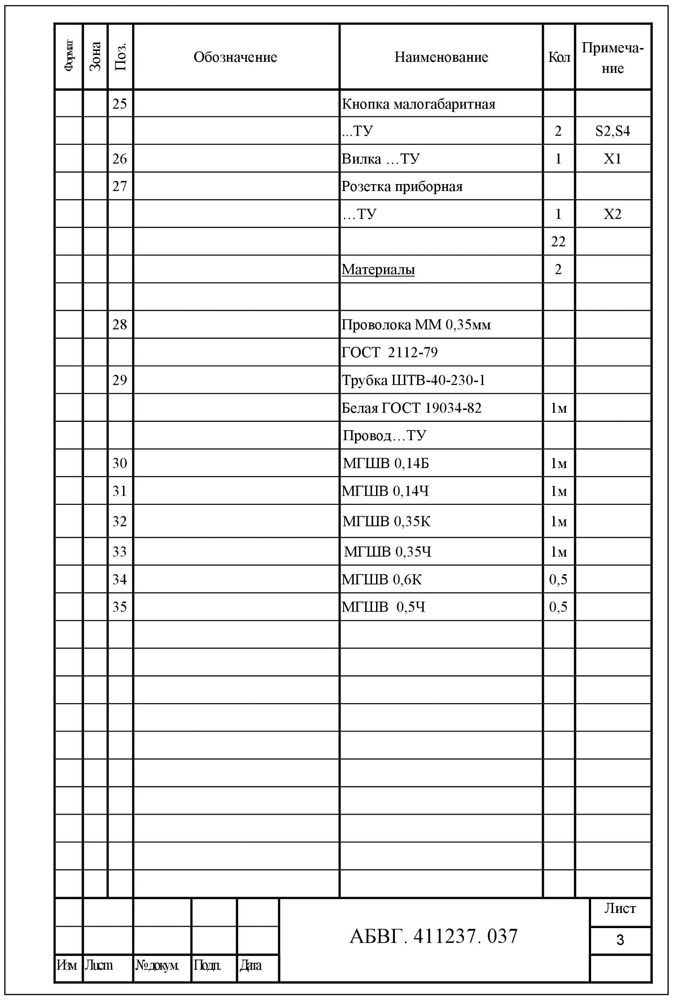 Формат Зона Поз. Обозначение Наименование Кол Примеча-
ние
25 Кнопка малогабаритная
...ТУ 2 S2,S4
26 Вилка …ТУ 1 X1
27 Розетка приборная
…ТУ 1 X2
22
Материалы 2
28 Проволока ММ 0,35мм
ГОСТ 2112-79
29 Трубка ШТВ-40-230-1
Белая ГОСТ 19034-82 1м
Провод…ТУ
30 МГШВ 0,14Б 1м
31 МГШВ 0,14Ч 1м
32 МГШВ 0,35К 1м
33 МГШВ 0,35Ч 1м
34 МГШВ 0,6К 0,5
35 МГШВ 0,5Ч 0,5
Лист
АБВГ. 411237. 037 3
Изм Лист № докум. Подп. Дата